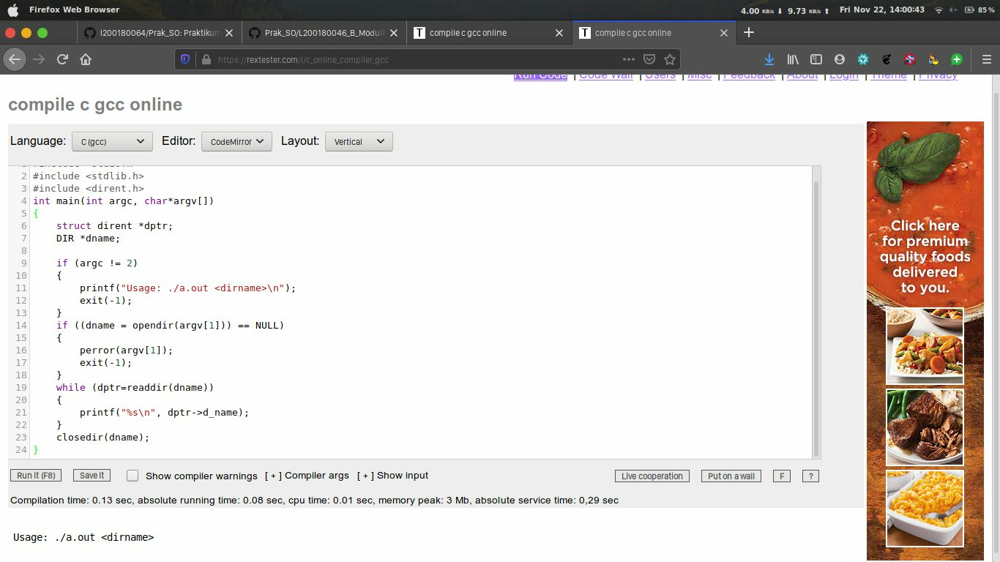 Firefox Web Browser
4.00 KB/s ⬇ 9.73 KB/s ⬆ Fri Nov 22, 14:00:43 85 %
I200180064/Prak_SO: Praktikum
Prak_SO/L200180046_B_Modul
compile c gcc online
compile c gcc online
https://rextester.com/l/c_online_compiler_gcc
Run Code | Code Wall | Users | Misc | Feedback | About | Login | Theme | Privacy
compile c gcc online
Language: C (gcc) Editor: CodeMirror Layout: Vertical
1 #include <stdio.h>
2 #include <stdlib.h>
3 #include <dirent.h>
4 int main(int argc, char*argv[])
5 {
6     struct dirent *dptr;
7     DIR *dname;
8
9     if (argc != 2)
10     {
11         printf("Usage: ./a.out <dirname>\n");
12         exit(-1);
13     }
14     if ((dname = opendir(argv[1])) == NULL)
15     {
16         perror(argv[1]);
17         exit(-1);
18     }
19     while (dptr=readdir(dname))
20     {
21         printf("%s\n", dptr->d_name);
22     }
23     closedir(dname);
24 }
Run it (F8) Save it Show compiler warnings [ + ] Compiler args [ + ] Show input Live cooperation Put on a wall F ?
Compilation time: 0.13 sec, absolute running time: 0.08 sec, cpu time: 0.01 sec, memory peak: 3 Mb, absolute service time: 0,29 sec
Usage: ./a.out <dirname>
Click here
for premium
quality foods
delivered
to you.